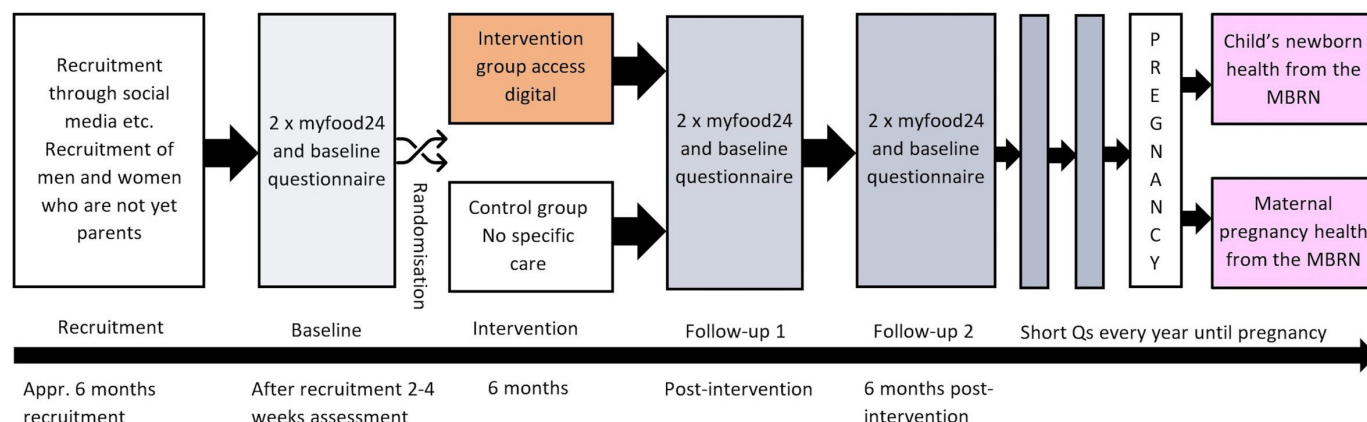 Recruitment
through social
media etc.
Recruitment of
men and women
who are not yet
parents
2 x myfood24
and baseline
questionnaire
Randomisation
Intervention
group access
digital
Control group
No specific
care
2 x myfood24
and baseline
questionnaire
2 x myfood24
and baseline
questionnaire
P
R
E
G
N
A
N
C
Y
Child's newborn
health from the
MBRN
Maternal
pregnancy health
from the MBRN
Recruitment
Baseline
Intervention
Follow-up 1
Follow-up 2
Short Qs every year until pregnancy
Appr. 6 months
recruitment
After recruitment 2-4
weeks assessment
6 months
Post-intervention
6 months post-
intervention